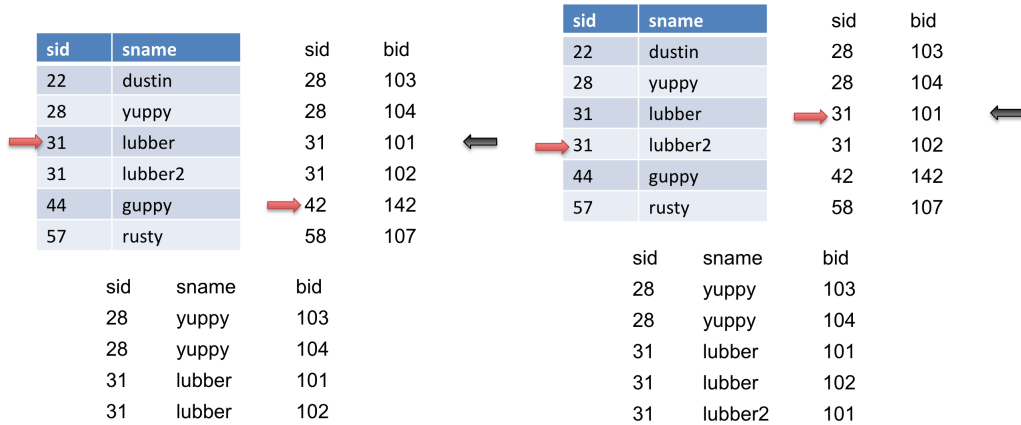 sid sname
22 dustin
28 yuppy
31 lubber
31 lubber2
44 guppy
57 rusty
sid bid
28 103
28 104
31 101
31 102
42 142
58 107
sid sname bid
28 yuppy 103
28 yuppy 104
31 lubber 101
31 lubber 102
sid sname
22 dustin
28 yuppy
31 lubber
31 lubber2
44 guppy
57 rusty
sid bid
28 103
28 104
31 101
31 102
42 142
58 107
sid sname bid
28 yuppy 103
28 yuppy 104
31 lubber 101
31 lubber 102
31 lubber2 101